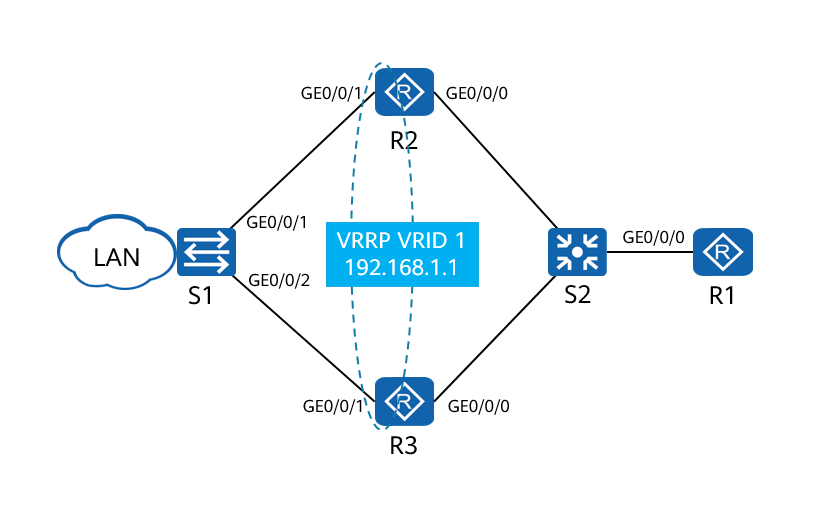 GE0/0/1
R
GE0/0/0
R2
GE0/0/1
VRRP VRID 1
192.168.1.1
LAN
GE0/0/0
R
GE0/0/2
S1
S2
R1
GE0/0/1
R
GE0/0/0
R3